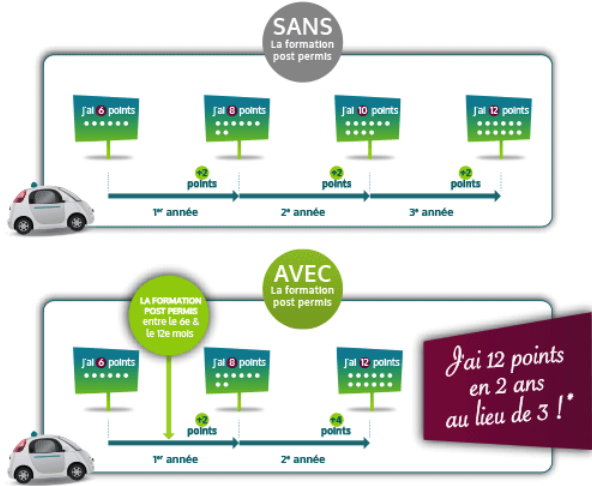 SANS
La formation
post permis
j'ai 6 points
j'ai 8 points
j'ai 10 points
j'ai 12 points
+2
points
+2
points
+2
points
1er année
2e année
3e année
AVEC
La formation
post permis
LA FORMATION
POST PERMIS
entre le 6e &
le 12e mois
j'ai 6 points
j'ai 8 points
j'ai 12 points
+2
points
+4
points
1er année
2e année
J'ai 12 points
en 2 ans
au lieu de 3 !*